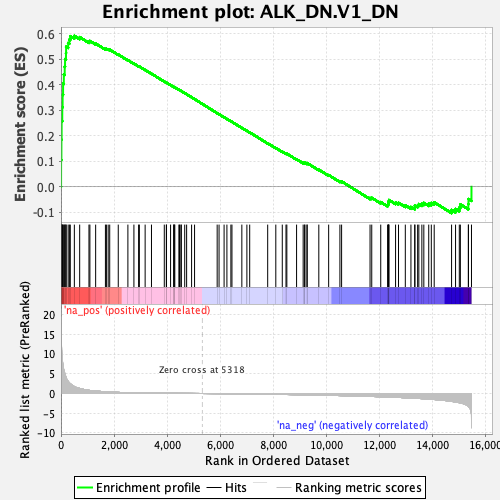 Enrichment plot: ALK_DN.V1_DN
Enrichment score (ES)
0.6
0.5
0.4
0.3
0.2
0.1
0.0
-0.1
'na_pos' (positively correlated)
Ranked list metric (PreRanked)
20
15
10
5
0
-5
-10
Zero cross at 5318
'na_neg' (negatively correlated)
0 2,000 4,000 6,000 8,000 10,000 12,000 14,000 16,000
Rank in Ordered Dataset
Enrichment profile Hits Ranking metric scores